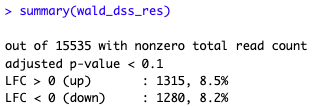 > summary(wald_dss_res)
out of 15535 with nonzero total read count
adjusted p-value < 0.1
LFC > 0 (up)       : 1315, 8.5%
LFC < 0 (down)     : 1280, 8.2%